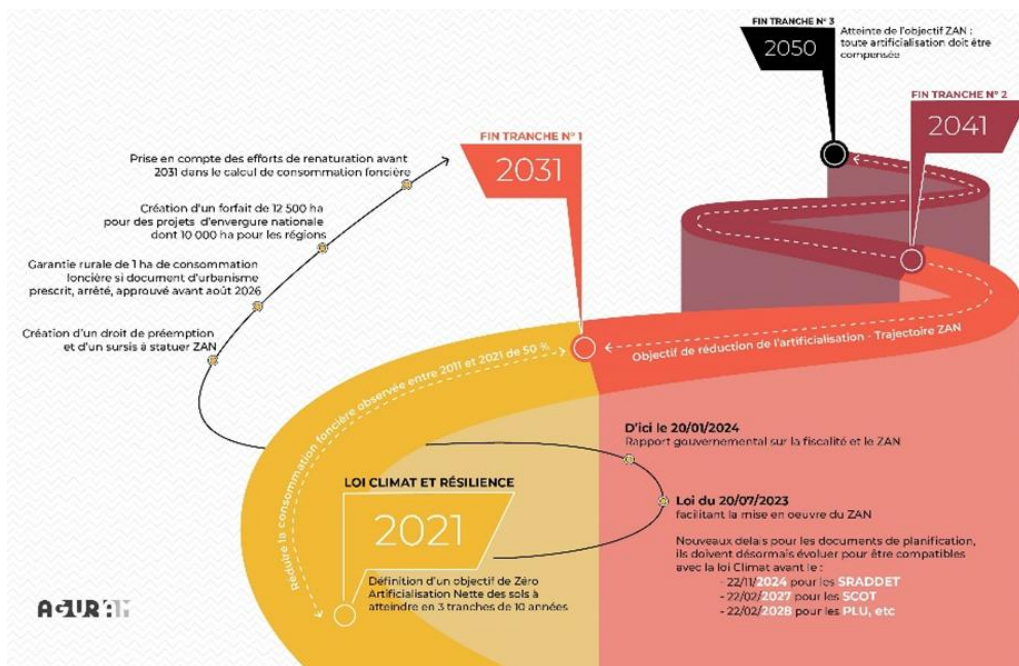 FIN TRANCHE N° 3
2050
Atteinte de l'objectif ZAN :
toute artificialisation doit être
compensée
FIN TRANCHE N° 2
2041
FIN TRANCHE N° 1
2031
Prise en compte des efforts de renaturation avant
2031 dans le calcul de consommation foncière
Création d'un forfait de 12 500 ha
pour des projets d'envergure nationale
dont 10 000 ha pour les régions
Garantie rurale de 1 ha de consommation
foncière si document d'urbanisme
prescrit, arrêté, approuvé avant août 2026
Création d'un droit de préemption
et d'un sursis à statuer ZAN
Réduire la consommation foncière observée entre 2011 et 2021 de 50 %
Objectif de réduction de l'artificialisation - Trajectoire ZAN
D'ici le 20/01/2024
Rapport gouvernemental sur la fiscalité et le ZAN
LOI CLIMAT ET RÉSILIENCE
2021
Définition d'un objectif de Zéro
Artificialisation Nette des sols à
atteindre en 3 tranches de 10 années
Loi du 20/07/2023
facilitant la mise en oeuvre du ZAN
Nouveaux delais pour les documents de planification,
ils doivent désormais évoluer pour être compatibles
avec la loi Climat avant le :
- 22/11/2024 pour les SRADDET
- 22/02/2027 pour les SCOT
- 22/02/2028 pour les PLU, etc
AGURAM